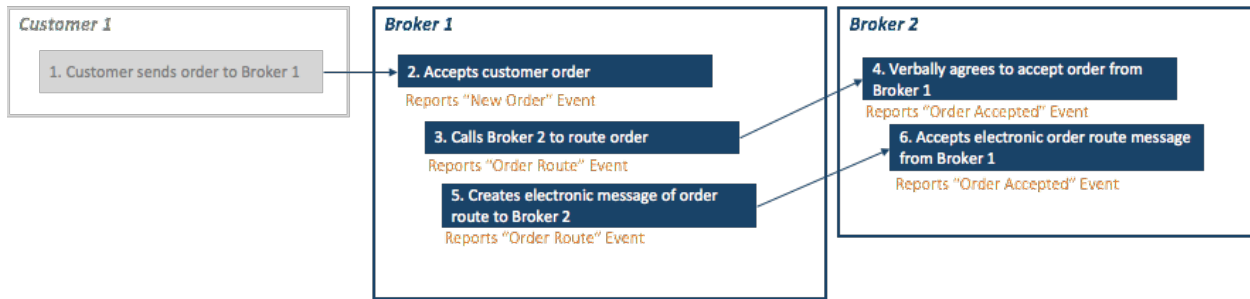 Customer 1
1. Customer sends order to Broker 1
Broker 1
2. Accepts customer order
Reports "New Order" Event
3. Calls Broker 2 to route order
Reports "Order Route" Event
5. Creates electronic message of order
route to Broker 2
Reports "Order Route" Event
Broker 2
4. Verbally agrees to accept order from
Broker 1
Reports "Order Accepted" Event
6. Accepts electronic order route message
from Broker 1
Reports "Order Accepted" Event